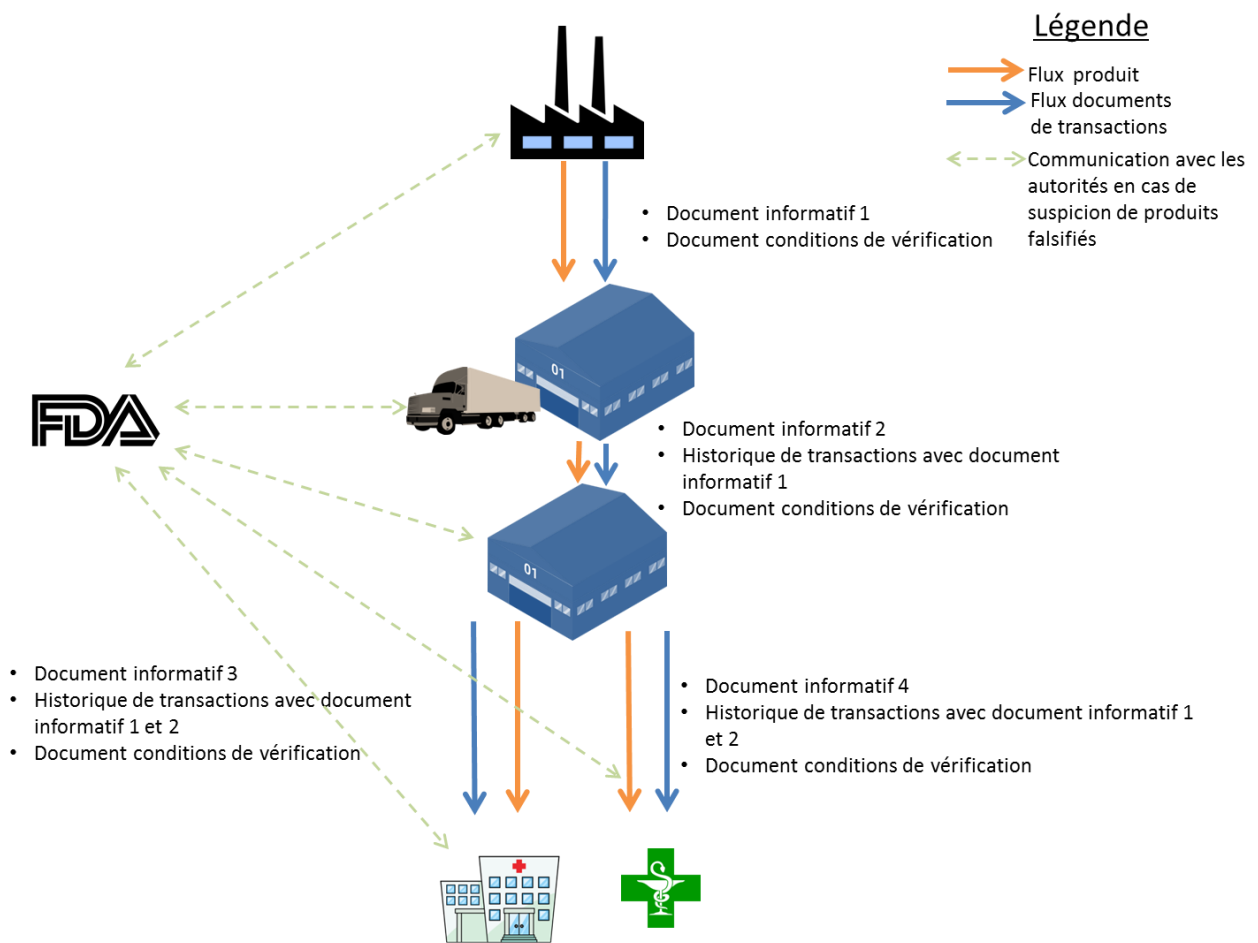 Légende
Flux produit
Flux documents
de transactions
Communication avec les
autorités en cas de
suspicion de produits
falsifiés
• Document informatif 1
• Document conditions de vérification
01
FDA
• Document informatif 2
• Historique de transactions avec document
informatif 1
• Document conditions de vérification
01
• Document informatif 3
• Historique de transactions avec document
informatif 1 et 2
• Document conditions de vérification
• Document informatif 4
• Historique de transactions avec document informatif 1
et 2
• Document conditions de vérification